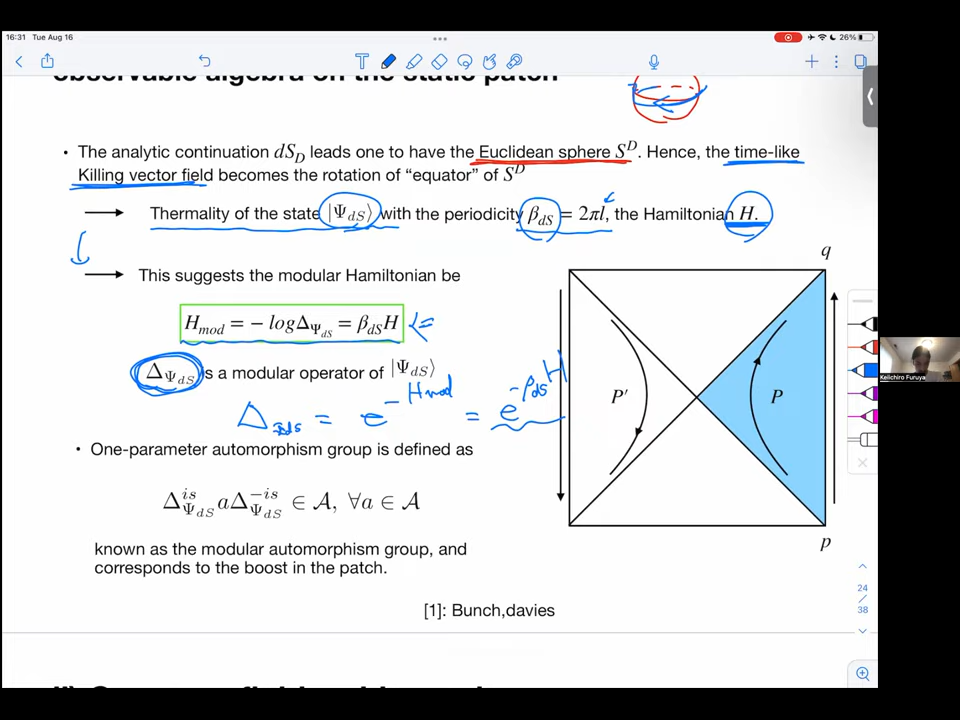 16:31 Tue Aug 16
26%
observable algebra on the static patch
• The analytic continuation dS_D leads one to have the Euclidean sphere S^D. Hence, the time-like
Killing vector field becomes the rotation of “equator” of S^D
Thermality of the state |Ψ_dS⟩ with the periodicity β_dS = 2πl, the Hamiltonian H.
This suggests the modular Hamiltonian be
H_mod = − logΔ_Ψ_dS = β_dS H
Δ_Ψ_dS is a modular operator of |Ψ_dS⟩
Δ_Ψ_dS = e^−H_mod = e^−β_dS H
• One-parameter automorphism group is defined as
Δ^is_Ψ_dS a Δ^−is_Ψ_dS ∈ 𝒜, ∀a ∈ 𝒜
known as the modular automorphism group, and
corresponds to the boost in the patch.
[1]: Bunch,davies
q
P′
P
p
Keiichiro Furuya
24
/
38